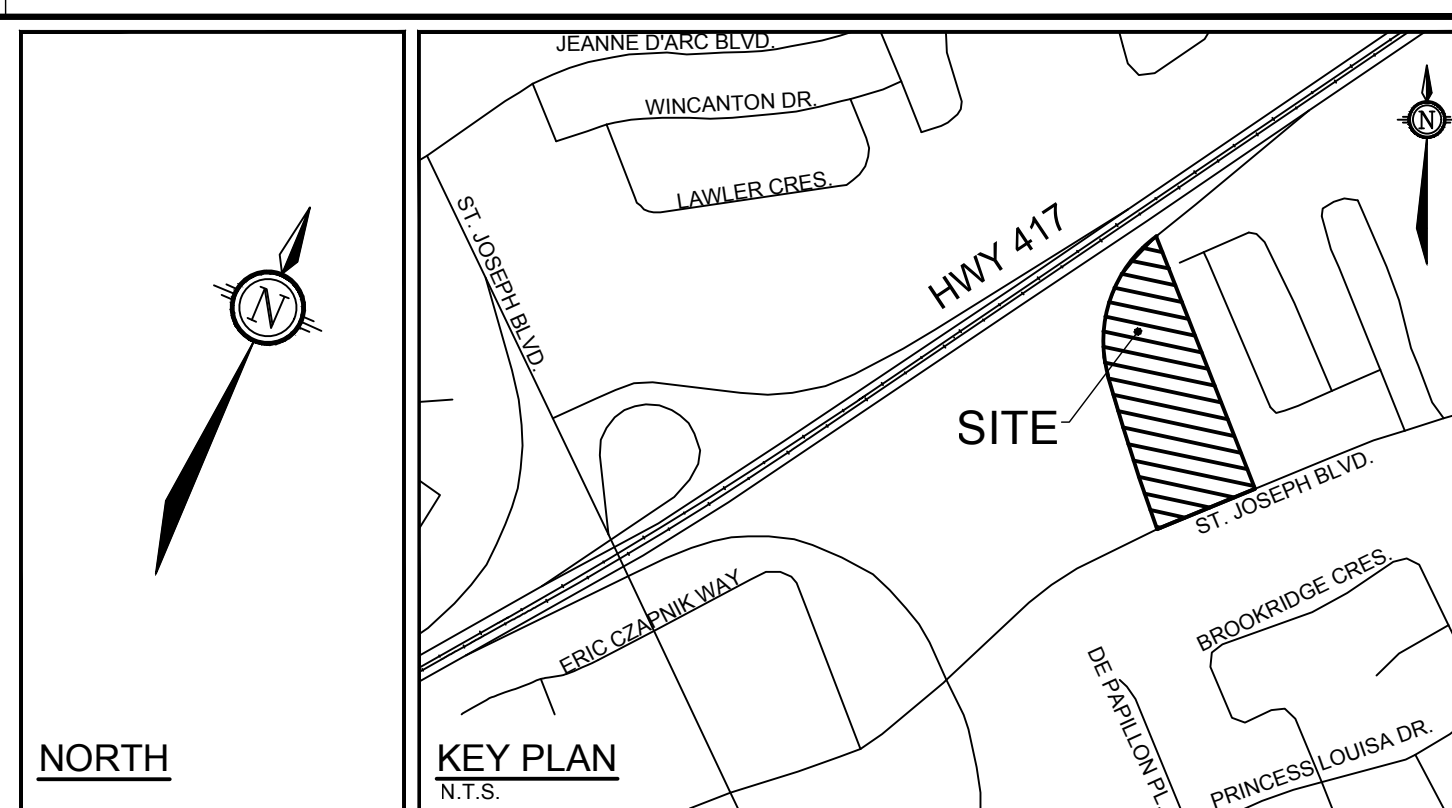 JEANNE D'ARC BLVD.
WINCANTON DR.
N
LAWLER CRES.
ST. JOSEPH BLVD.
HWY 417
N
SITE
ST. JOSEPH BLVD.
ERIC CZAPNIK WAY
BROOKRIDGE CRES.
DE PAPILLON PL.
PRINCESS LOUISA DR.
NORTH
KEY PLAN
N.T.S.